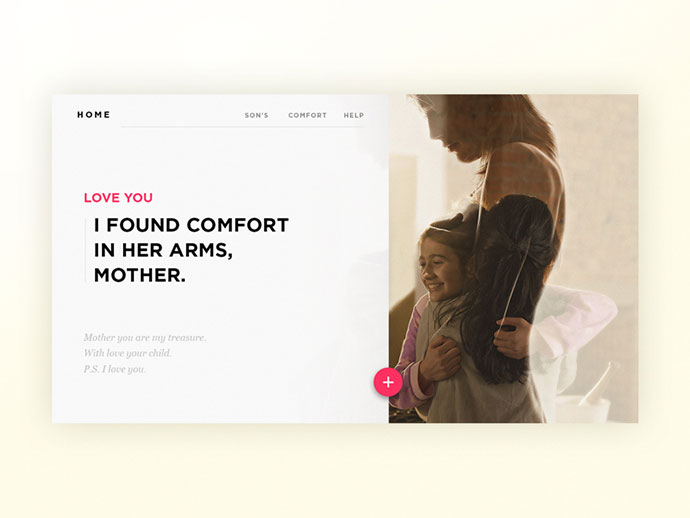 HOME
SON'S COMFORT HELP
LOVE YOU
I FOUND COMFORT
IN HER ARMS,
MOTHER.
Mother you are my treasure.
With love your child.
P.S. I love you.
+